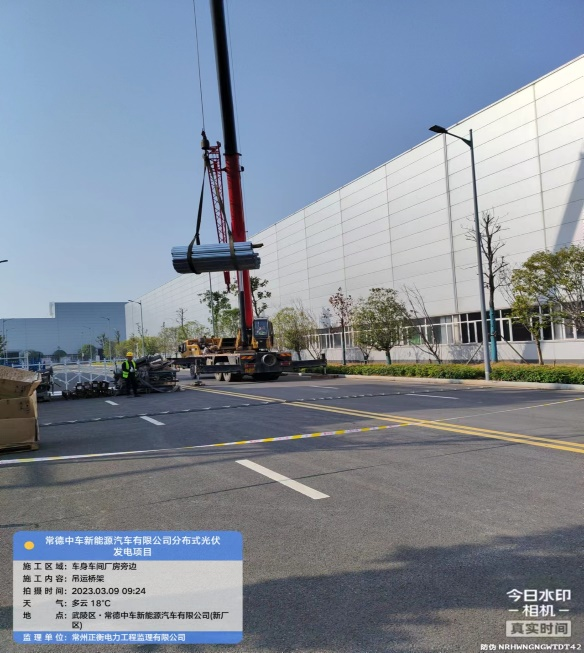 常德中车新能源汽车有限公司分布式光伏
发电项目
施工区域：车身车间厂房旁边
施工内容：吊运桥架
拍摄时间：2023.03.09 09:24
天气：多云 18℃
地点：武陵区·常德中车新能源汽车有限公司(新厂
区)
监理单位：常州正衡电力工程监理有限公司
今日水印
相机
真实时间
防伪 NRHWNGNGWTDT42